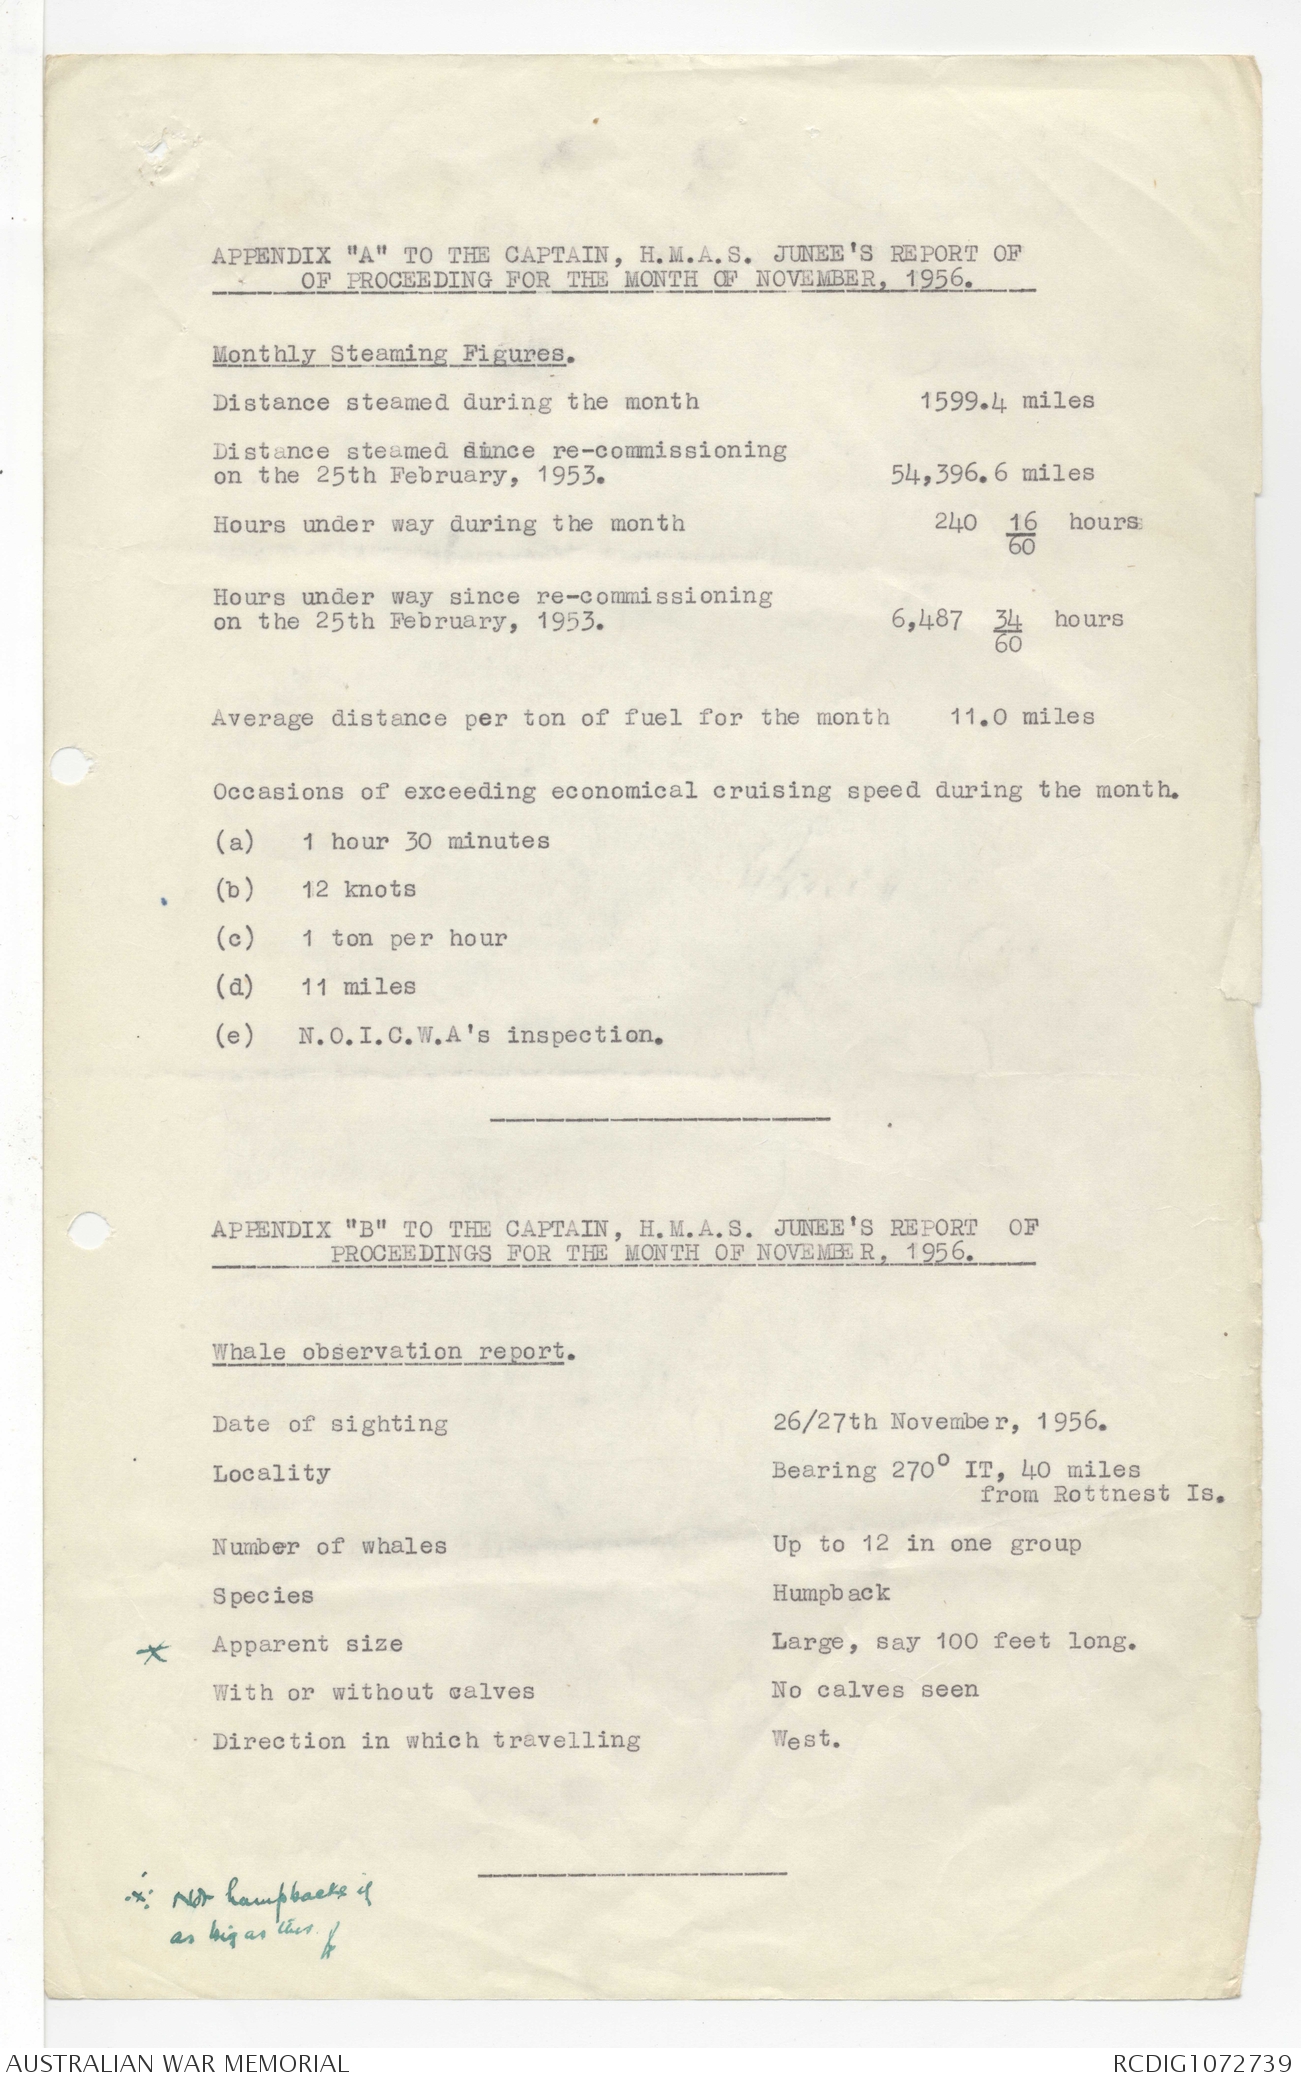 APPENDIX "A" TO THE CAPTAIN, H.M.A.S. JUNEE'S REPORT OF
OF PROCEEDING FOR THE MONTH OF NOVEMBER, 1956.
Monthly Steaming Figures.
Distance steamed during the month 1599.4 miles
Distance steamed since re-commissioning
on the 25th February, 1953. 54,396.6 miles
Hours under way during the month 240 16/60 hours
Hours under way since re-commissioning
on the 25th February, 1953. 6,487 34/60 hours
Average distance per ton of fuel for the month 11.0 miles
Occasions of exceeding economical cruising speed during the month.
(a) 1 hour 30 minutes
(b) 12 knots
(c) 1 ton per hour
(d) 11 miles
(e) N.O.I.C.W.A's inspection.
APPENDIX "B" TO THE CAPTAIN, H.M.A.S. JUNEE'S REPORT OF
PROCEEDINGS FOR THE MONTH OF NOVEMBER, 1956.
Whale observation report.
Date of sighting 26/27th November, 1956.
Locality Bearing 270° IT, 40 miles
from Rottnest Is.
Number of whales Up to 12 in one group
Species Humpback
* Apparent size Large, say 100 feet long.
With or without calves No calves seen
Direction in which travelling West.
* Not humpbacks if
as big as this
AUSTRALIAN WAR MEMORIAL RCDIG1072739